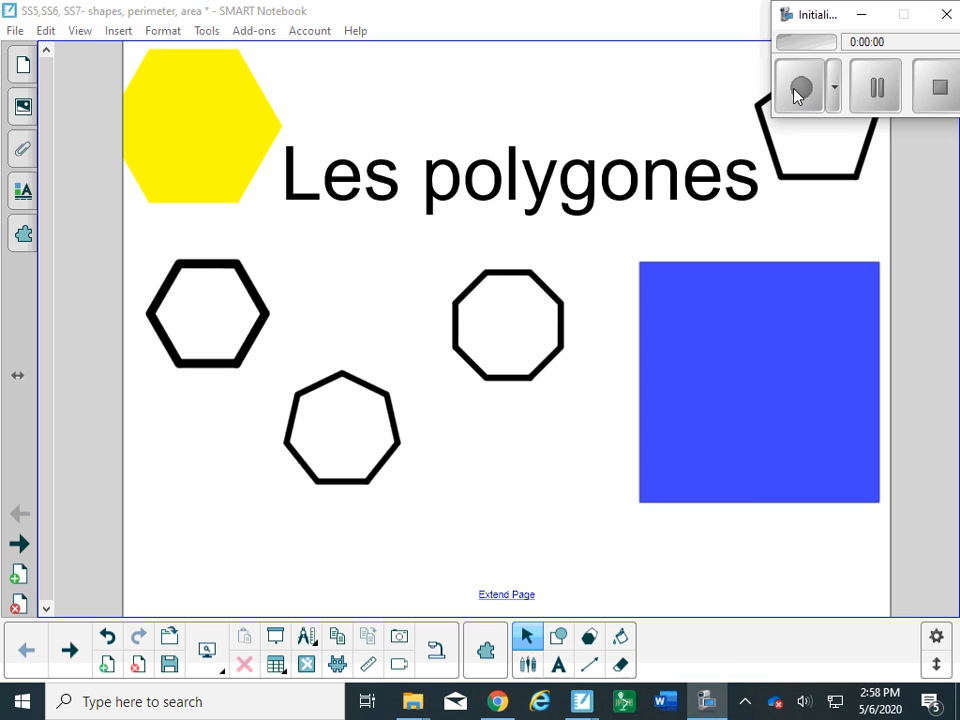 SS5,SS6, SS7- shapes, perimeter, area * - SMART Notebook
Initiali...
File Edit View Insert Format Tools Add-ons Account Help
0:00:00
Les polygones
Extend Page
Type here to search
2:58 PM
5/6/2020
5